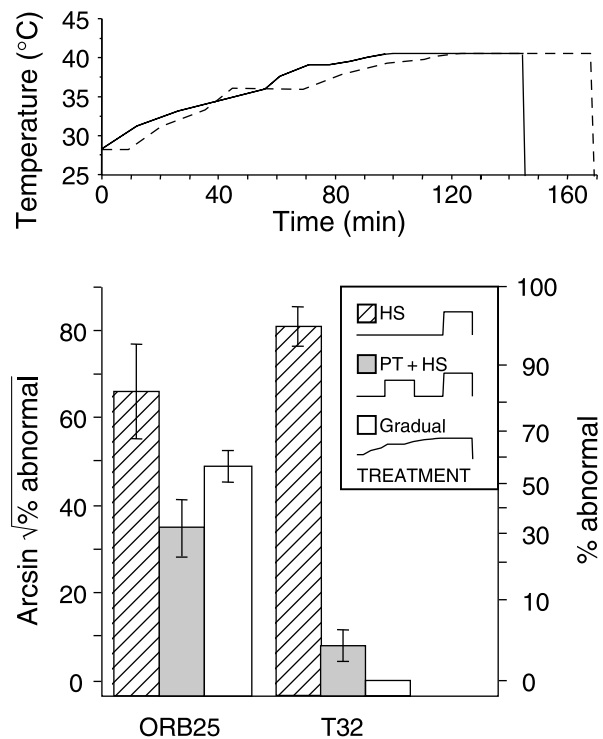 45
40
35
30
25
Temperature (°C)
0 40 80 120 160
Time (min)
80
60
40
20
0
Arcsin √% abnormal
100
90
70
50
30
10
0
% abnormal
HS
PT + HS
Gradual
TREATMENT
ORB25 T32